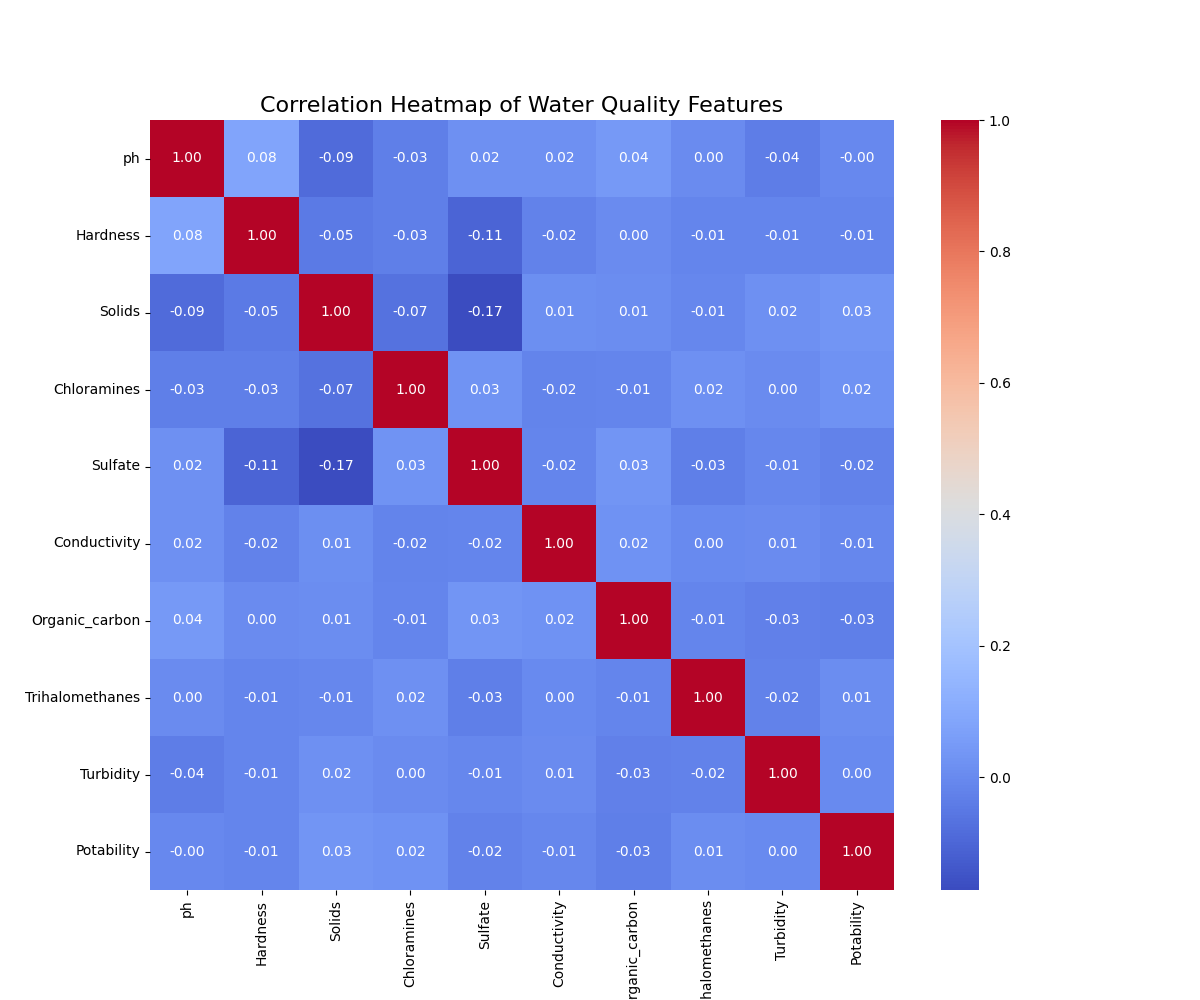 Correlation Heatmap of Water Quality Features
ph 1.00 0.08 -0.09 -0.03 0.02 0.02 0.04 0.00 -0.04 -0.00
Hardness 0.08 1.00 -0.05 -0.03 -0.11 -0.02 0.00 -0.01 -0.01 -0.01
Solids -0.09 -0.05 1.00 -0.07 -0.17 0.01 0.01 -0.01 0.02 0.03
Chloramines -0.03 -0.03 -0.07 1.00 0.03 -0.02 -0.01 0.02 0.00 0.02
Sulfate 0.02 -0.11 -0.17 0.03 1.00 -0.02 0.03 -0.03 -0.01 -0.02
Conductivity 0.02 -0.02 0.01 -0.02 -0.02 1.00 0.02 0.00 0.01 -0.01
Organic_carbon 0.04 0.00 0.01 -0.01 0.03 0.02 1.00 -0.01 -0.03 -0.03
Trihalomethanes 0.00 -0.01 -0.01 0.02 -0.03 0.00 -0.01 1.00 -0.02 0.01
Turbidity -0.04 -0.01 0.02 0.00 -0.01 0.01 -0.03 -0.02 1.00 0.00
Potability -0.00 -0.01 0.03 0.02 -0.02 -0.01 -0.03 0.01 0.00 1.00
ph Hardness Solids Chloramines Sulfate Conductivity rganic_carbon halomethanes Turbidity Potability
1.0
0.8
0.6
0.4
0.2
0.0